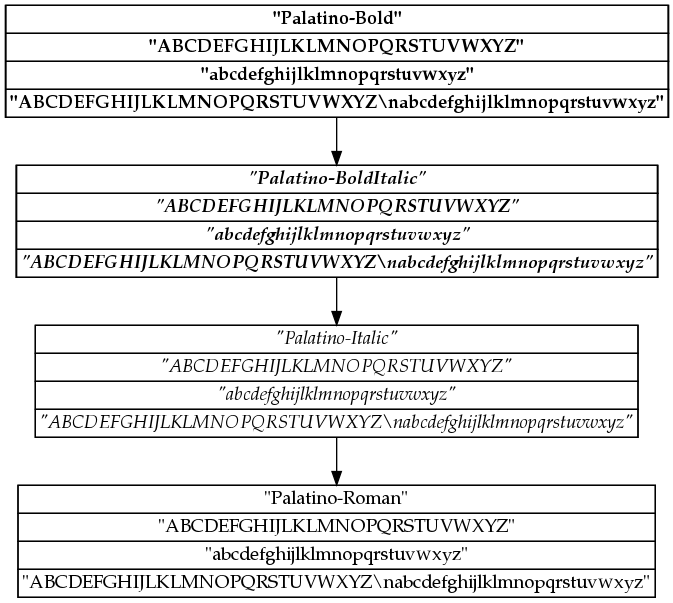 "Palatino-Bold"
"ABCDEFGHIJLKLMNOPQRSTUVWXYZ"
"abcdefghijlklmnopqrstuvwxyz"
"ABCDEFGHIJLKLMNOPQRSTUVWXYZ\nabcdefghijlklmnopqrstuvwxyz"
"Palatino-BoldItalic"
"ABCDEFGHIJLKLMNOPQRSTUVWXYZ"
"abcdefghijlklmnopqrstuvwxyz"
"ABCDEFGHIJLKLMNOPQRSTUVWXYZ\nabcdefghijlklmnopqrstuvwxyz"
"Palatino-Italic"
"ABCDEFGHIJLKLMNOPQRSTUVWXYZ"
"abcdefghijlklmnopqrstuvwxyz"
"ABCDEFGHIJLKLMNOPQRSTUVWXYZ\nabcdefghijlklmnopqrstuvwxyz"
"Palatino-Roman"
"ABCDEFGHIJLKLMNOPQRSTUVWXYZ"
"abcdefghijlklmnopqrstuvwxyz"
"ABCDEFGHIJLKLMNOPQRSTUVWXYZ\nabcdefghijlklmnopqrstuvwxyz"